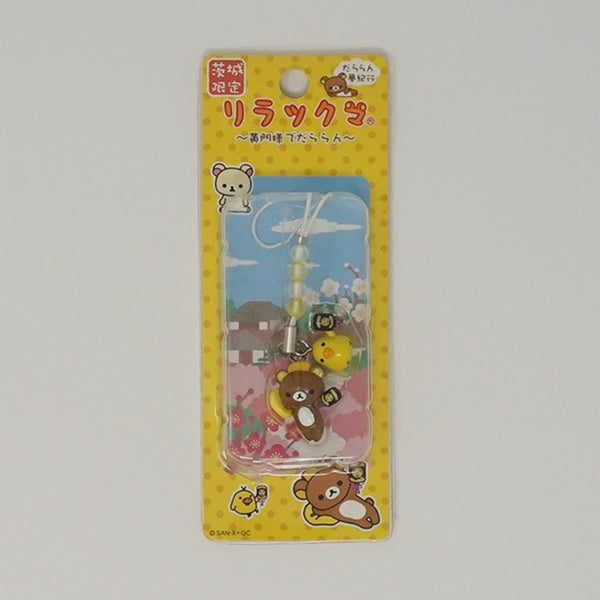 茨城
限定
だららん
夢紀行
リラックマ®
～黄門様でだららん～
©SAN-X+GC